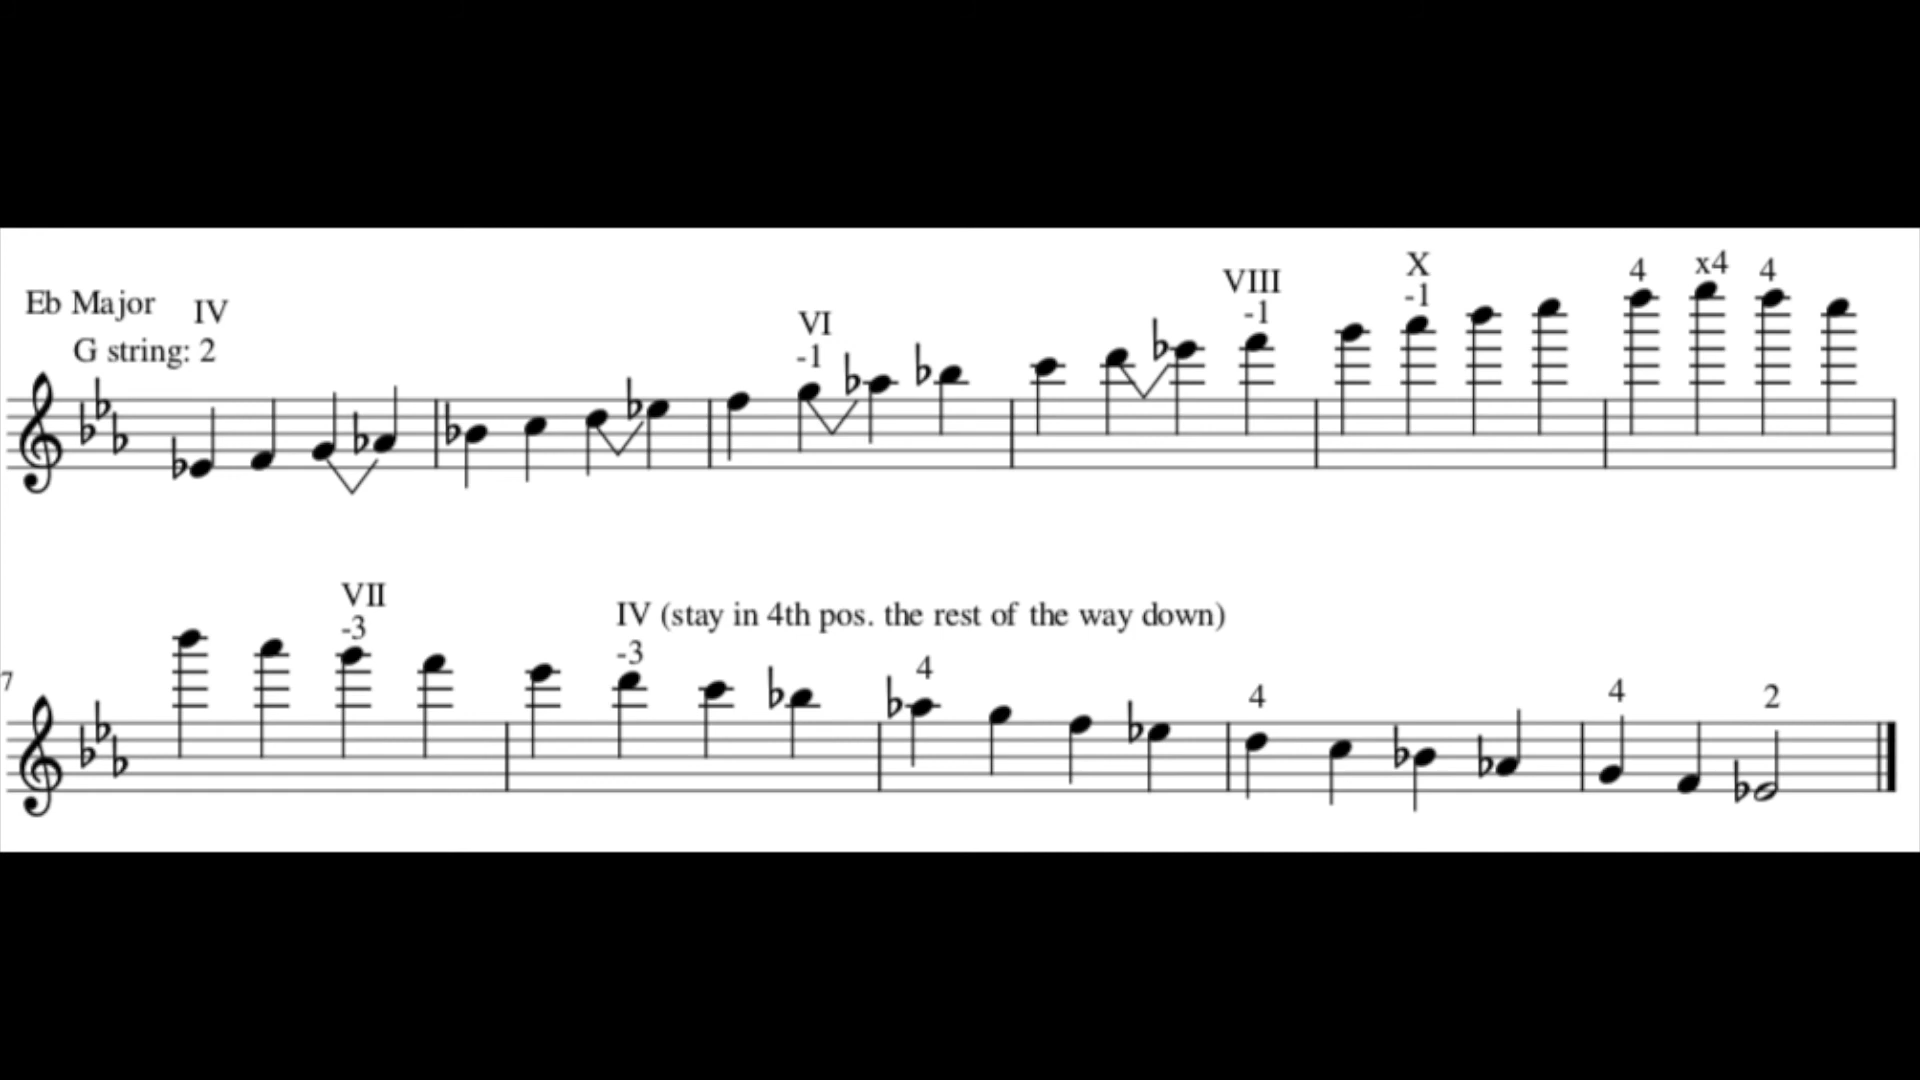 Eb Major IV
G string: 2
VI
-1
VIII
-1
X
-1
4 x4 4
7
VII
-3
IV (stay in 4th pos. the rest of the way down)
-3
4
4
4
2